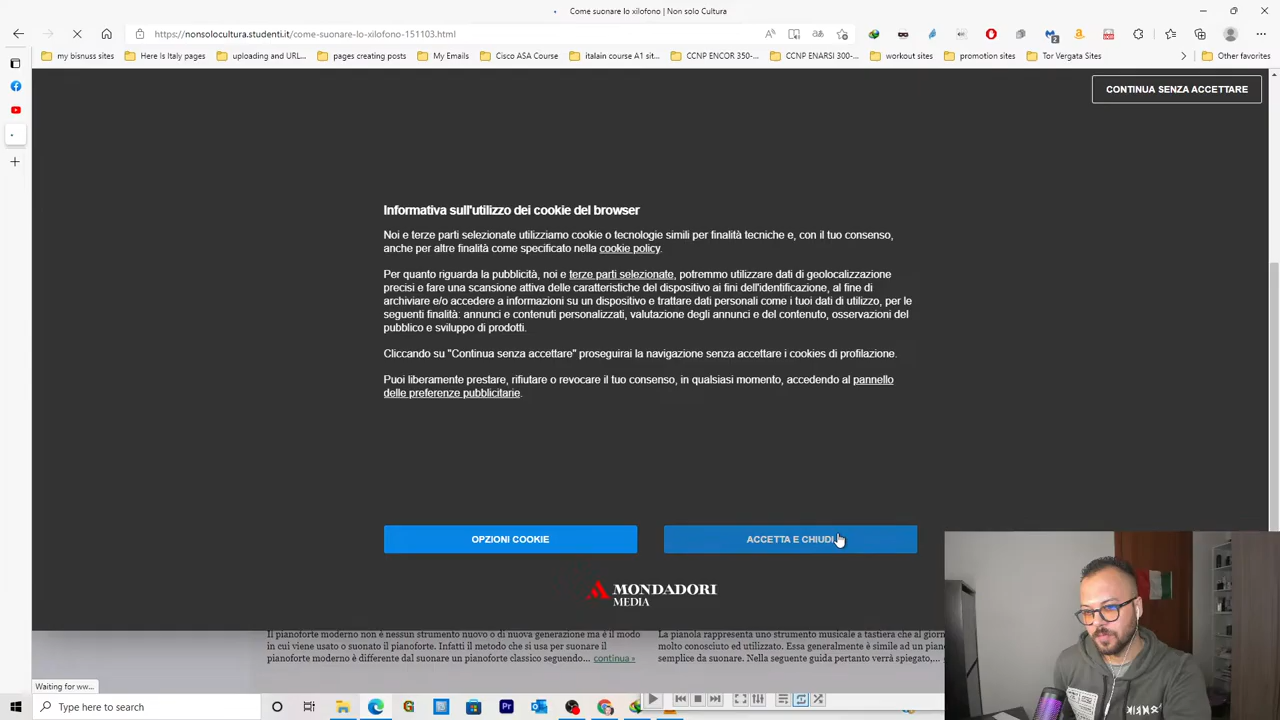 Come suonare lo xilofono | Non solo Cultura
https://nonsolocultura.studenti.it/come-suonare-lo-xilofono-151103.html
my bisnuss sites
Here Is Italy pages
uploading and URL...
pages creating posts
My Emails
Cisco ASA Course
italain course A1 sit...
CCNP ENCOR 350-...
CCNP ENARSI 300-...
workout sites
promotion sites
Tor Vergata Sites
Other favorites
CONTINUA SENZA ACCETTARE
Informativa sull'utilizzo dei cookie del browser
Noi e terze parti selezionate utilizziamo cookie o tecnologie simili per finalità tecniche e, con il tuo consenso,
anche per altre finalità come specificato nella cookie policy.
Per quanto riguarda la pubblicità, noi e terze parti selezionate, potremmo utilizzare dati di geolocalizzazione
precisi e fare una scansione attiva delle caratteristiche del dispositivo ai fini dell'identificazione, al fine di
archiviare e/o accedere a informazioni su un dispositivo e trattare dati personali come i tuoi dati di utilizzo, per le
seguenti finalità: annunci e contenuti personalizzati, valutazione degli annunci e del contenuto, osservazioni del
pubblico e sviluppo di prodotti.
Cliccando su "Continua senza accettare" proseguirai la navigazione senza accettare i cookies di profilazione.
Puoi liberamente prestare, rifiutare o revocare il tuo consenso, in qualsiasi momento, accedendo al pannello
delle preferenze pubblicitarie.
OPZIONI COOKIE
ACCETTA E CHIUDI
MONDADORI
MEDIA
Il pianoforte moderno non è nessun strumento nuovo o di nuova generazione ma è il modo
in cui viene usato o suonato il pianoforte. Infatti il metodo che si usa per suonare il
pianoforte moderno è differente dal suonare un pianoforte classico seguendo... continua »
La pianola rappresenta uno strumento musicale a tastiera che al giorn
molto conosciuto ed utilizzato. Essa generalmente è simile ad un piano
semplice da suonare. Nella seguente guida pertanto verrà spiegato,...
Waiting for ww...
Type here to search